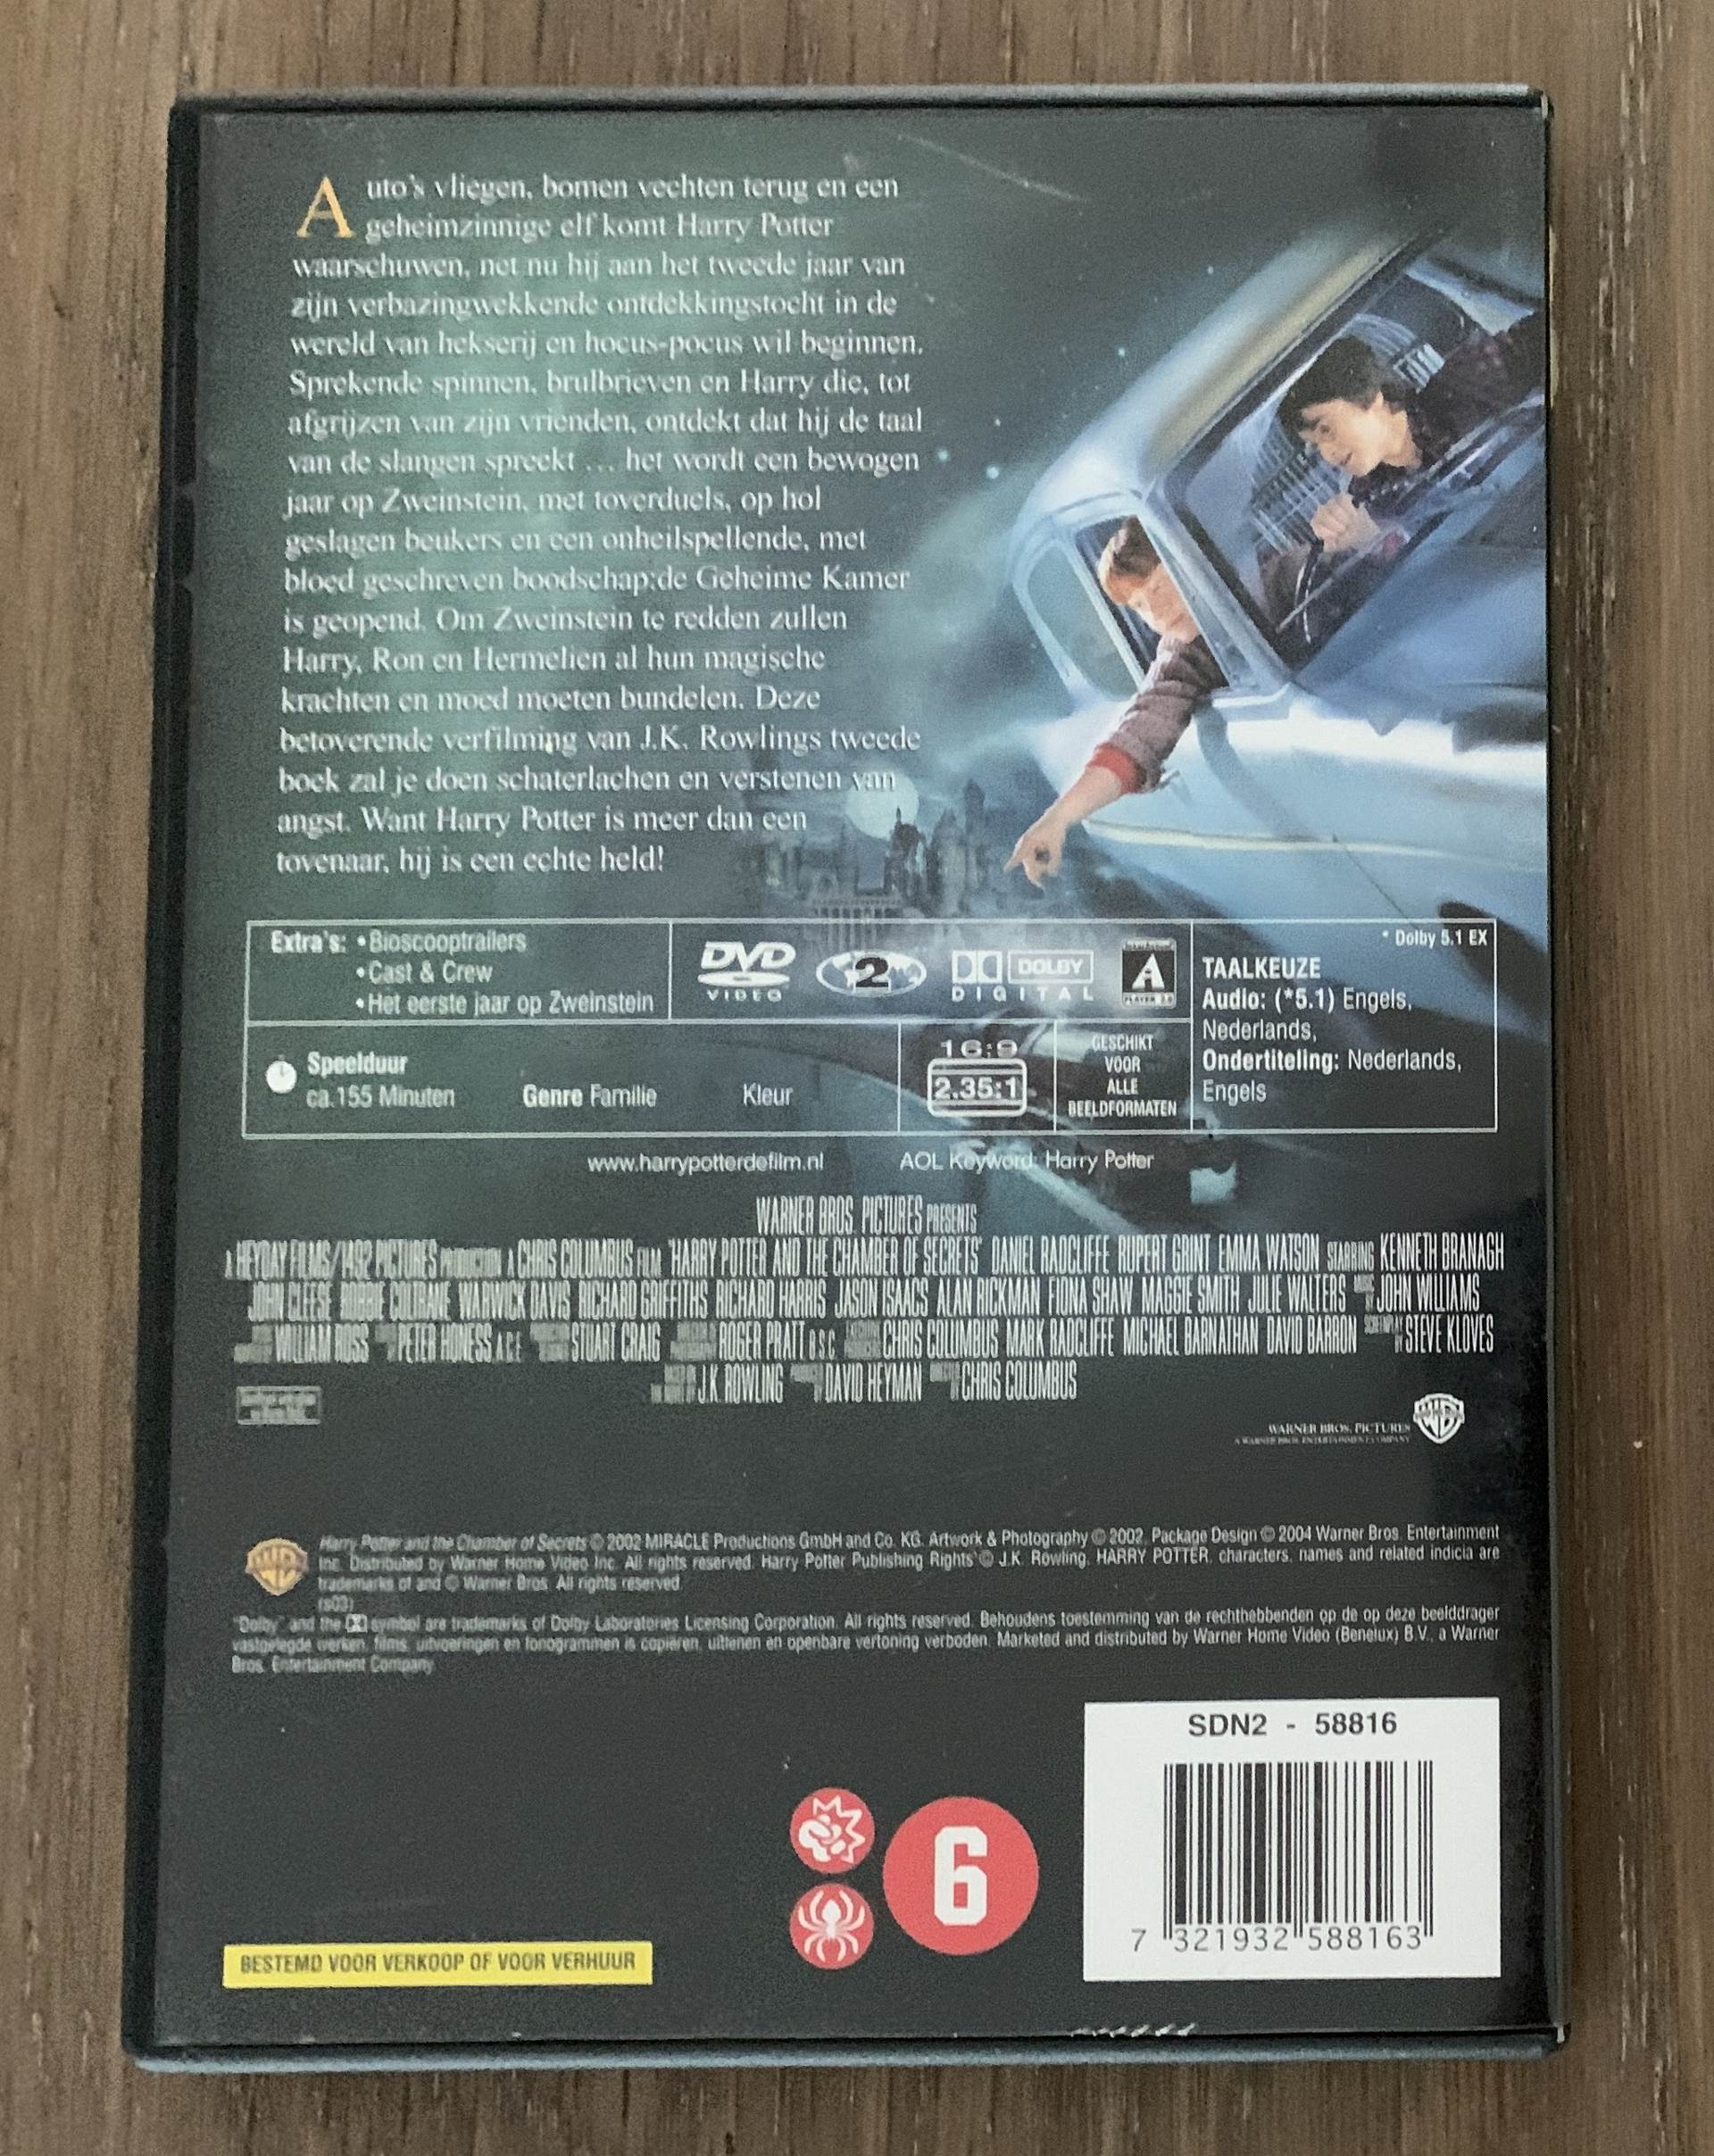 Auto's vliegen, bomen vechten terug en een
geheimzinnige elf komt Harry Potter
waarschuwen, net nu hij aan het tweede jaar van
zijn verbazingwekkende ontdekkingstocht in de
wereld van hekserij en hocus-pocus wil beginnen.
Sprekende spinnen, brulbrieven en Harry die, tot
afgrijzen van zijn vrienden, ontdekt dat hij de taal
van de slangen spreekt ... het wordt een bewogen
jaar op Zweinstein, met toverduels, op hol
geslagen beukers en een onheilspellende, met
bloed geschreven boodschap:de Geheime Kamer
is geopend. Om Zweinstein te redden zullen
Harry, Ron en Hermelien al hun magische
krachten en moed moeten bundelen. Deze
betoverende verfilming van J.K. Rowlings tweede
boek zal je doen schaterlachen en verstenen van
angst. Want Harry Potter is meer dan een
tovenaar, hij is een echte held!
Extra's: •Bioscooptrailers
•Cast & Crew
•Het eerste jaar op Zweinstein
DVD
VIDEO
2
DOLBY
DIGITAL
A
* Dolby 5.1 EX
TAALKEUZE
Audio: (*5.1) Engels,
Nederlands,
Ondertiteling: Nederlands,
Engels
Speelduur
ca.155 Minuten
Genre Familie
Kleur
16:9
2.35:1
GESCHIKT
VOOR
ALLE
BEELDFORMATEN
www.harrypotterdefilm.nl
AOL Keyword: Harry Potter
WARNER BROS. PICTURES PRESENTS
A HEYDAY FILMS/1492 PICTURES PRODUCTION A CHRIS COLUMBUS FILM "HARRY POTTER AND THE CHAMBER OF SECRETS" DANIEL RADCLIFFE RUPERT GRINT EMMA WATSON STARRING KENNETH BRANAGH
JOHN CLEESE ROBBIE COLTRANE WARWICK DAVIS RICHARD GRIFFITHS RICHARD HARRIS JASON ISAACS ALAN RICKMAN FIONA SHAW MAGGIE SMITH JULIE WALTERS JOHN WILLIAMS
WILLIAM ROSS PETER HONESS A.C.E. STUART CRAIG ROGER PRATT B.S.C. CHRIS COLUMBUS MARK RADCLIFFE MICHAEL BARNATHAN DAVID BARRON SCREENPLAY BY STEVE KLOVES
J.K. ROWLING DAVID HEYMAN CHRIS COLUMBUS
WARNER BROS. PICTURES
A WARNER BROS. ENTERTAINMENT COMPANY
WB
Harry Potter and the Chamber of Secrets © 2002 MIRACLE Productions GmbH and Co. KG. Artwork & Photography © 2002. Package Design © 2004 Warner Bros. Entertainment
Inc. Distributed by Warner Home Video Inc. All rights reserved. Harry Potter Publishing Rights © J.K. Rowling. HARRY POTTER, characters, names and related indicia are
trademarks of and © Warner Bros. All rights reserved.
(s03)
"Dolby" and the symbol are trademarks of Dolby Laboratories Licensing Corporation. All rights reserved. Behoudens toestemming van de rechthebbenden op de op deze beelddrager
vastgelegde werken, films, uitvoeringen en fonogrammen is copiëren, uitlenen en openbare vertoning verboden. Marketed and distributed by Warner Home Video (Benelux) B.V., a Warner
Bros. Entertainment Company
SDN2 - 58816
6
7 321932 588163
BESTEMD VOOR VERKOOP OF VOOR VERHUUR